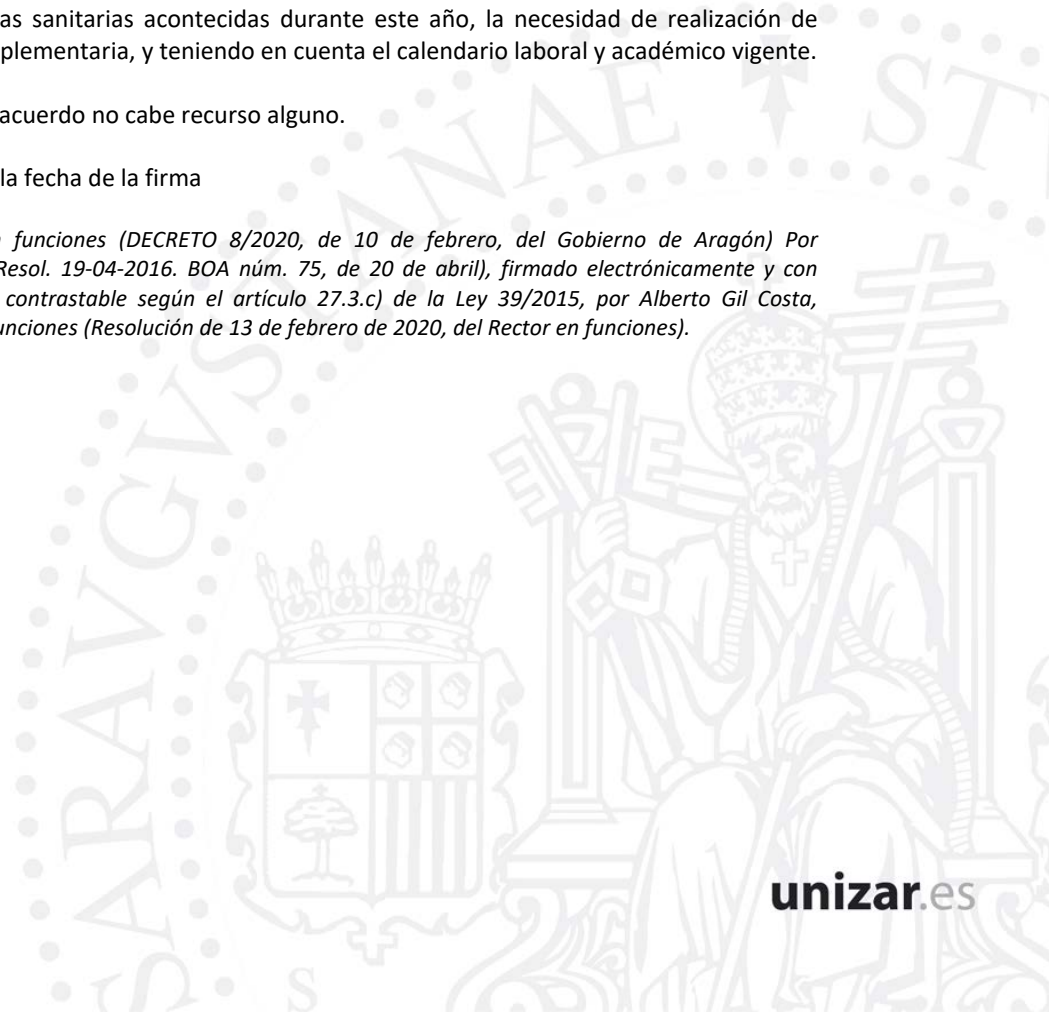 as sanitarias acontecidas durante este año, la necesidad de realización de
plementaria, y teniendo en cuenta el calendario laboral y académico vigente.
acuerdo no cabe recurso alguno.
la fecha de la firma
funciones (DECRETO 8/2020, de 10 de febrero, del Gobierno de Aragón) Por
Resol. 19-04-2016. BOA núm. 75, de 20 de abril), firmado electrónicamente y con
contrastable según el artículo 27.3.c) de la Ley 39/2015, por Alberto Gil Costa,
unciones (Resolución de 13 de febrero de 2020, del Rector en funciones).
SARAVGVSTANAE ST
S
unizar.es